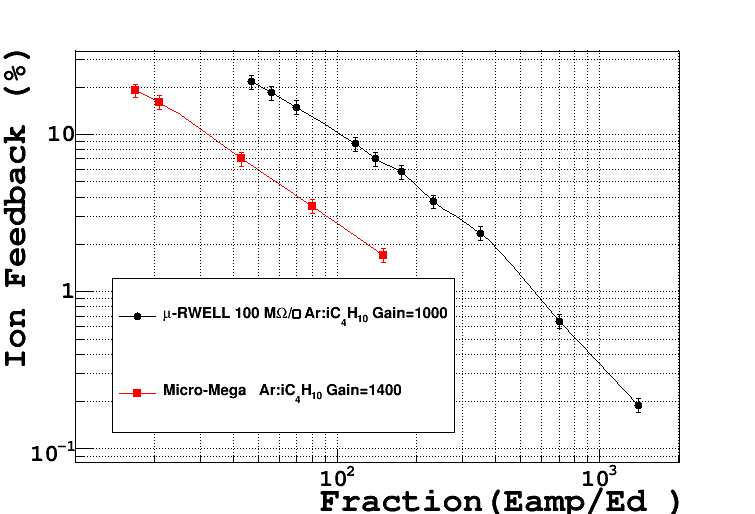 Ion Feedback (%)
10
1
10⁻¹
μ-RWELL 100 MΩ/□ Ar:iC₄H₁₀ Gain=1000
Micro-Mega Ar:iC₄H₁₀ Gain=1400
10² 10³
Fraction(Eamp/Ed )